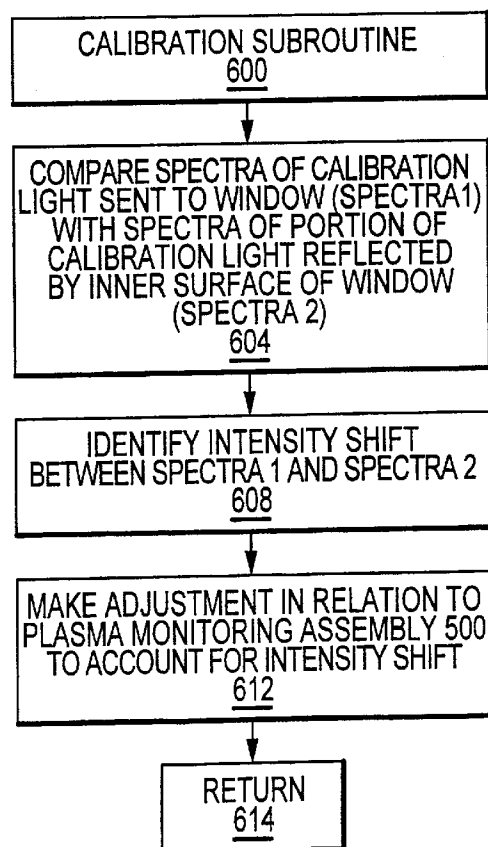 CALIBRATION SUBROUTINE
600
COMPARE SPECTRA OF CALIBRATION
LIGHT SENT TO WINDOW (SPECTRA1)
WITH SPECTRA OF PORTION OF
CALIBRATION LIGHT REFLECTED
BY INNER SURFACE OF WINDOW
(SPECTRA 2)
604
IDENTIFY INTENSITY SHIFT
BETWEEN SPECTRA 1 AND SPECTRA 2
608
MAKE ADJUSTMENT IN RELATION TO
PLASMA MONITORING ASSEMBLY 500
TO ACCOUNT FOR INTENSITY SHIFT
612
RETURN
614